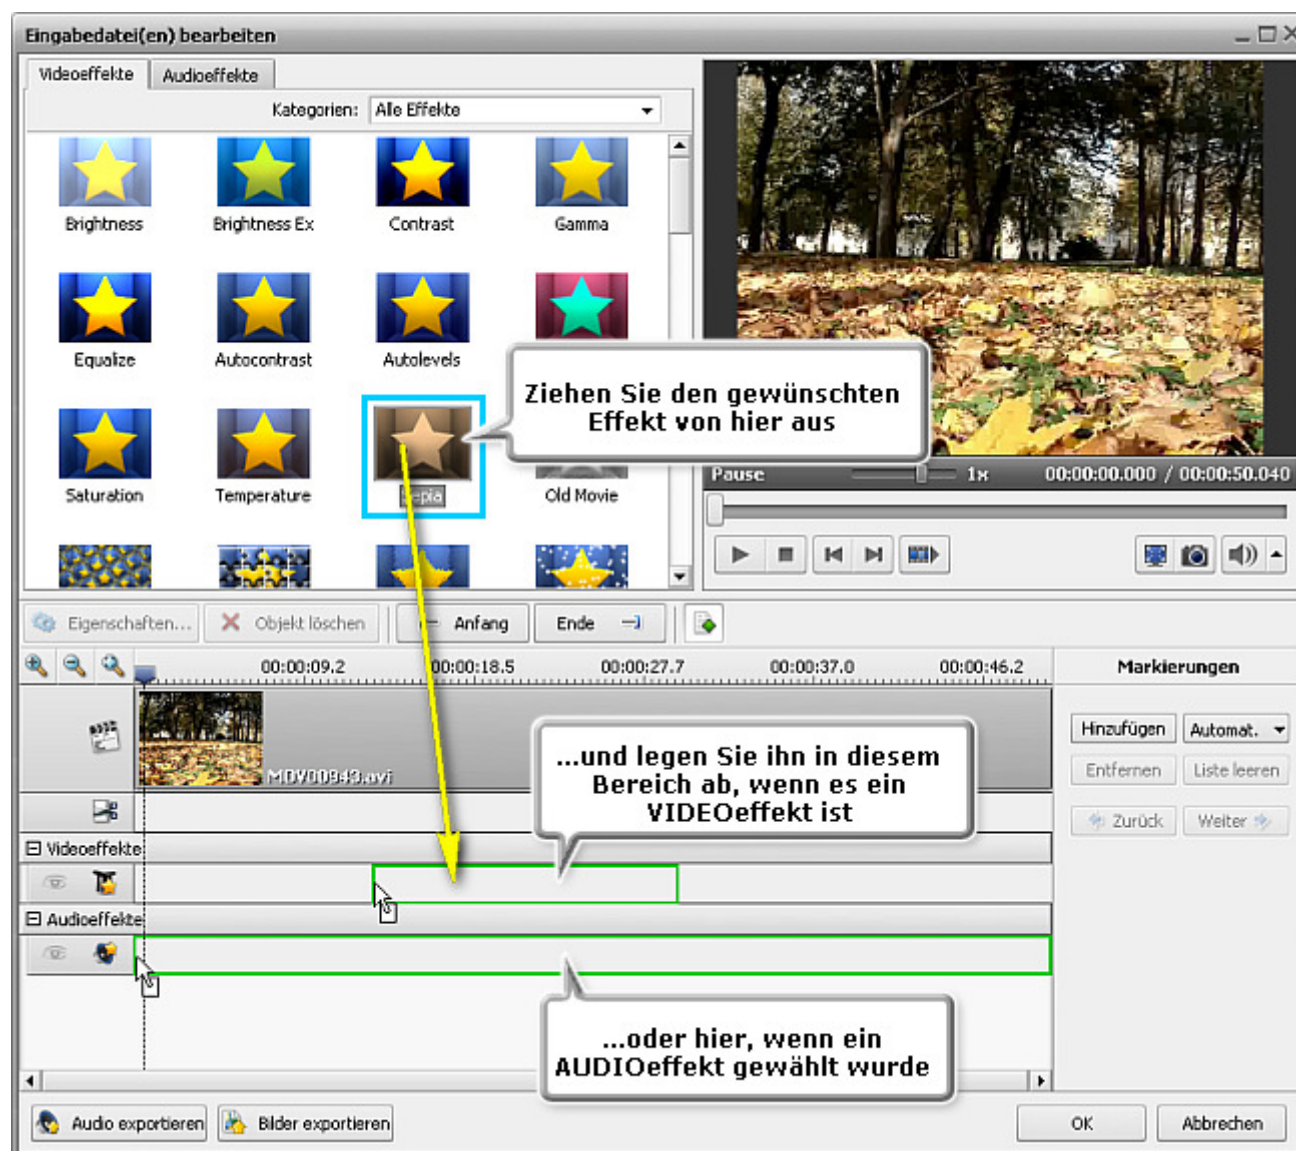 Eingabedatei(en) bearbeiten
Videoeffekte Audioeffekte
Kategorien: Alle Effekte
Brightness Brightness Ex Contrast Gamma
Equalize Autocontrast Autolevels
Ziehen Sie den gewünschten
Effekt von hier aus
Saturation Temperature Sepia Old Movie
Pause 1x 00:00:00.000 / 00:00:50.040
Eigenschaften... Objekt löschen Anfang Ende
00:00:09.2 00:00:18.5 00:00:27.7 00:00:37.0 00:00:46.2
Markierungen
MOV00943.avi
Hinzufügen Automat.
Entfernen Liste leeren
Zurück Weiter
...und legen Sie ihn in diesem
Bereich ab, wenn es ein
VIDEOeffekt ist
Videoeffekte
Audioeffekte
...oder hier, wenn ein
AUDIOeffekt gewählt wurde
Audio exportieren Bilder exportieren OK Abbrechen